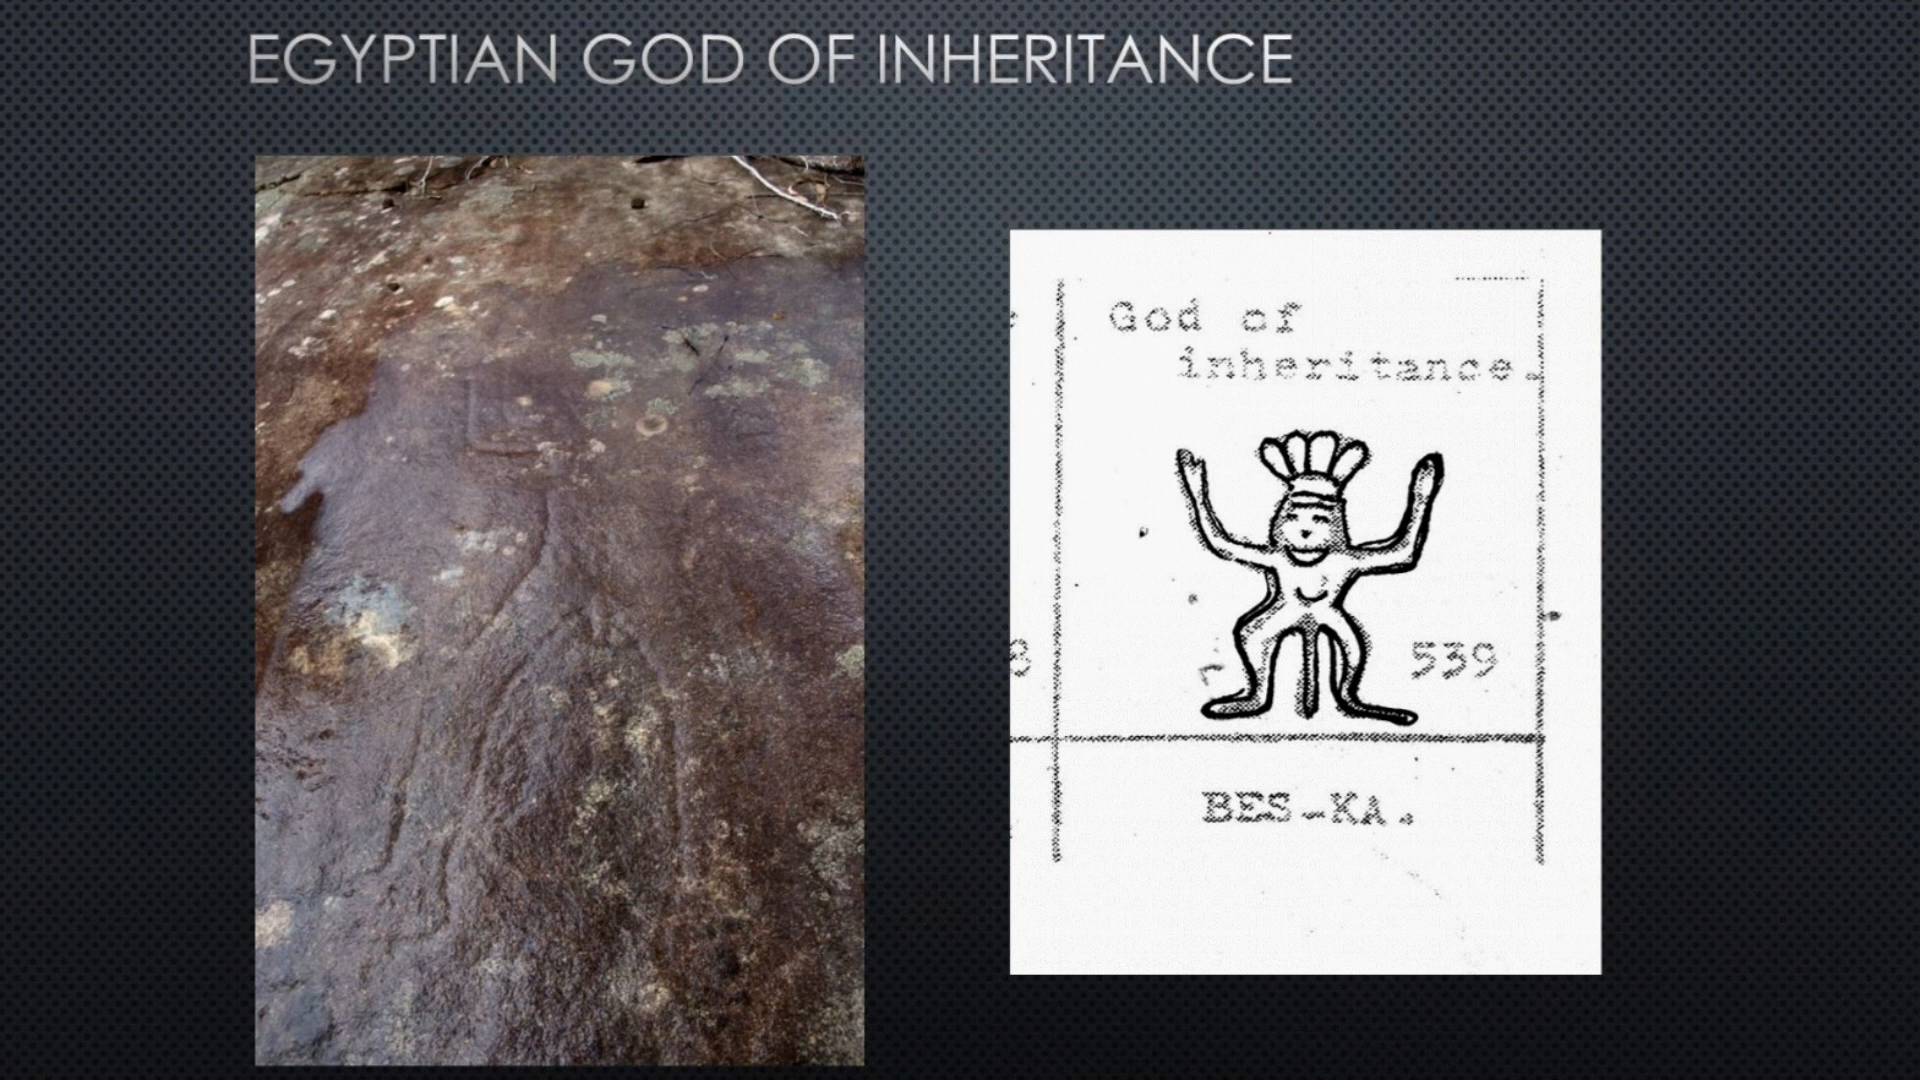 EGYPTIAN GOD OF INHERITANCE
God of
inheritance.
539
BES-KA.